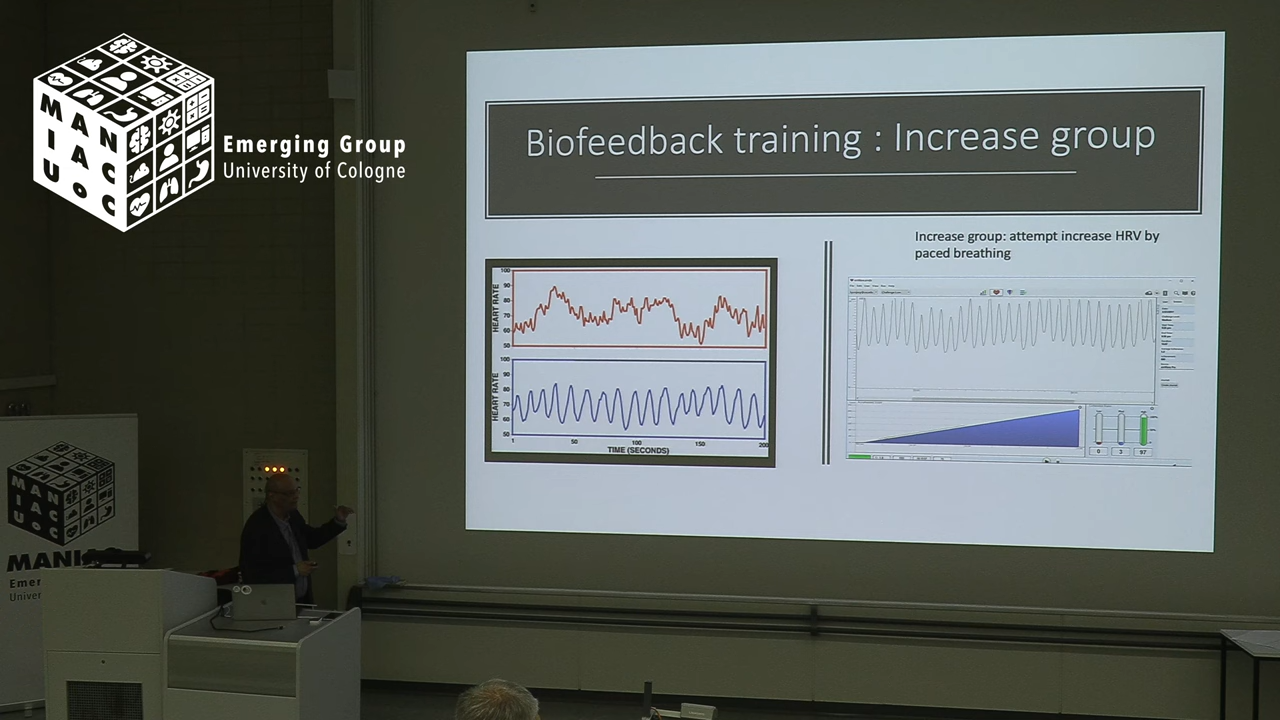 MAN
I A C
U o C
Emerging Group
University of Cologne
Biofeedback training : Increase group
Increase group: attempt increase HRV by
paced breathing
HEART RATE
100
90
80
70
60
50
HEART RATE
100
90
80
70
60
50
1
50
100
150
200
TIME (SECONDS)
0
3
97
MAN
I A C
U o C
MANI
Emer
Univer